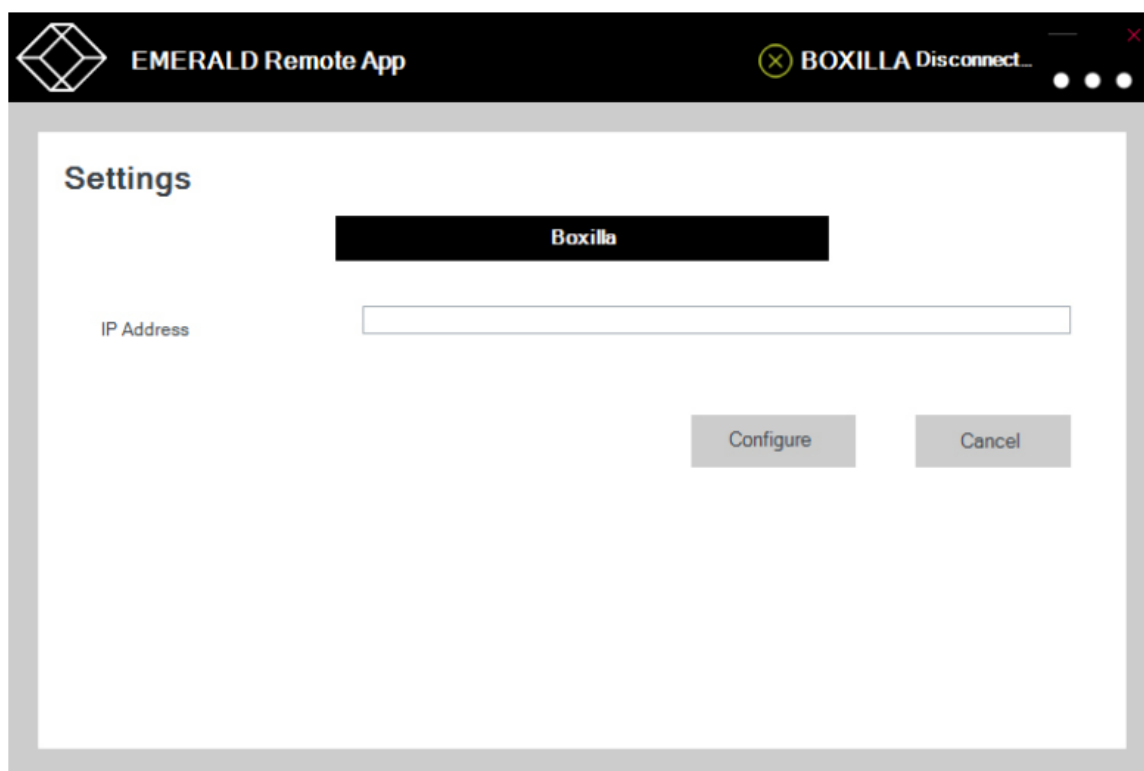 EMERALD Remote App
BOXILLA Disconnect...
Settings
Boxilla
IP Address
Configure
Cancel